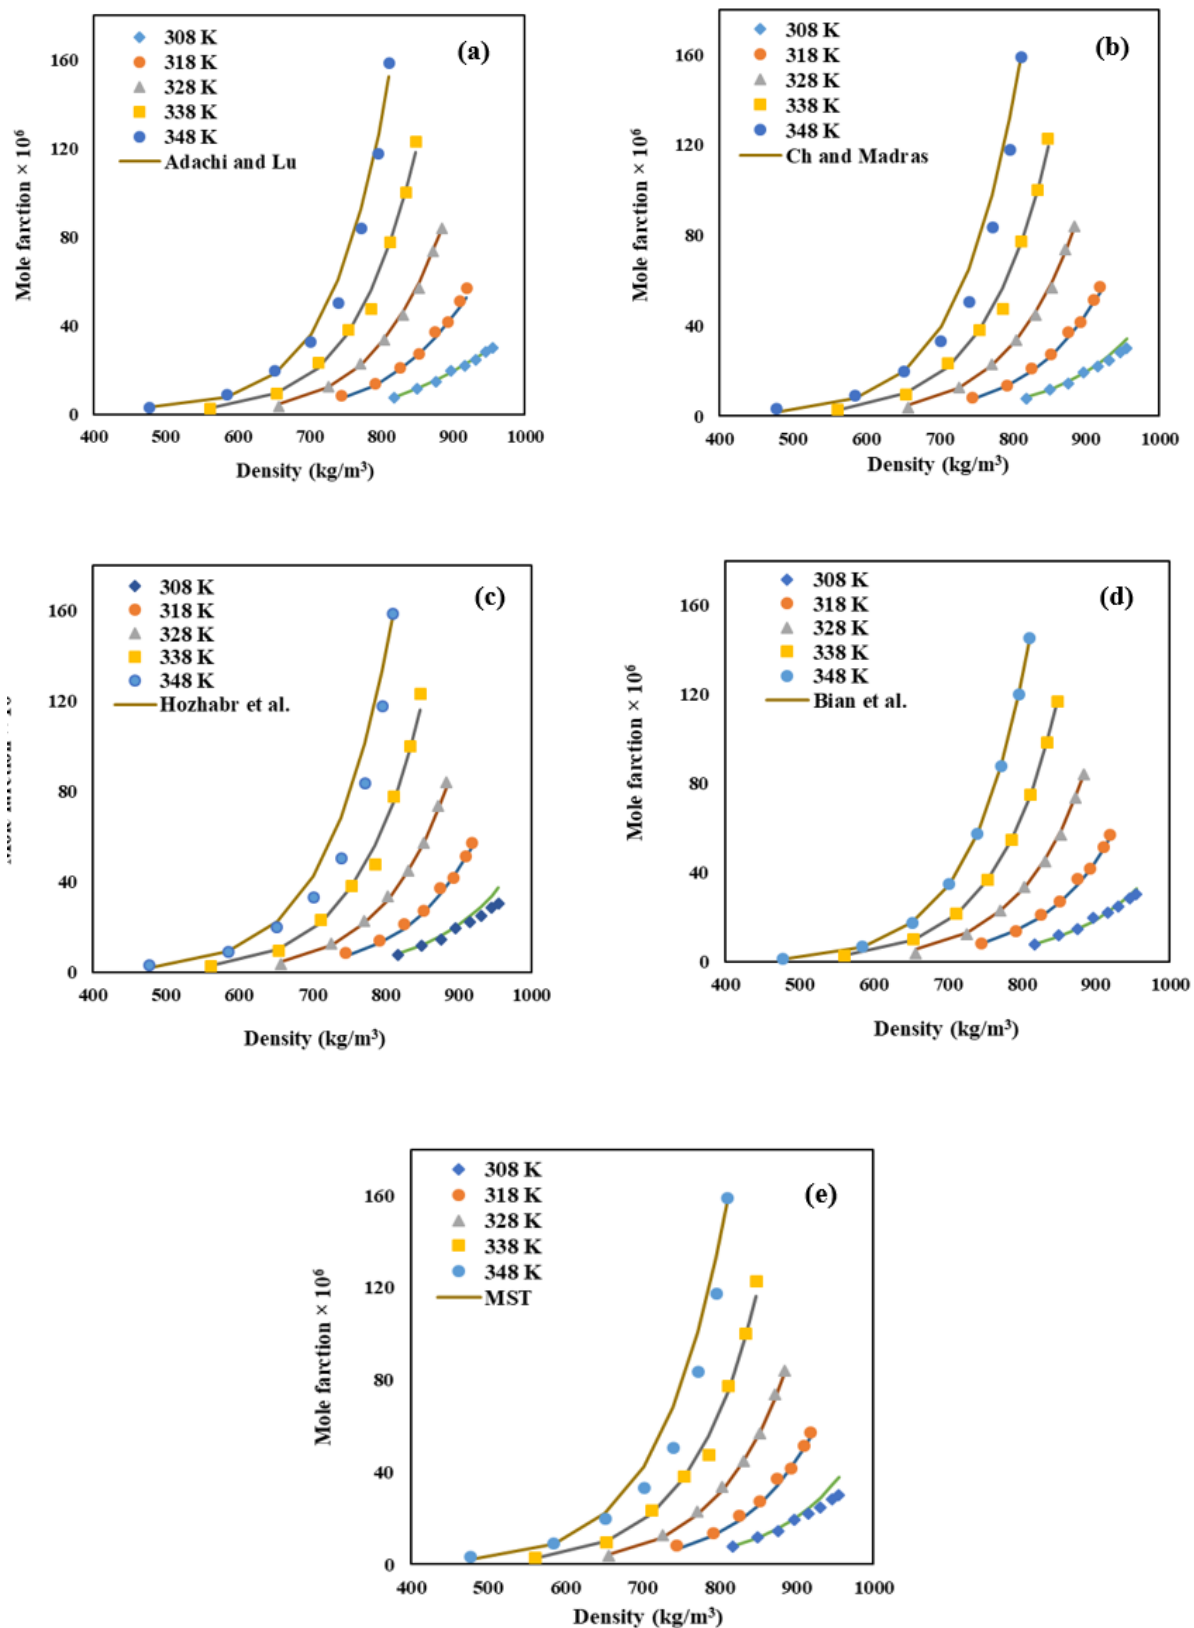 (a)
308 K
318 K
328 K
338 K
348 K
Adachi and Lu
Mole farction × 10⁶
160
120
80
40
0
400
600
700
800
900
1000
Density (kg/m³)
(b)
308 K
318 K
328 K
338 K
348 K
Ch and Madras
Mole farction × 10⁶
160
120
80
40
0
400
500
600
700
800
900
1000
Density (kg/m³)
(c)
308 K
318 K
328 K
338 K
348 K
Hozhabr et al.
160
120
80
40
0
400
600
700
800
900
1000
Density (kg/m³)
(d)
308 K
318 K
328 K
338 K
348 K
Bian et al.
Mole farction × 10⁶
160
120
80
40
0
400
500
600
700
800
900
1000
Density (kg/m³)
(e)
308 K
318 K
328 K
338 K
348 K
MST
Mole farction × 10⁶
160
120
80
40
0
400
500
600
700
800
900
1000
Density (kg/m³)